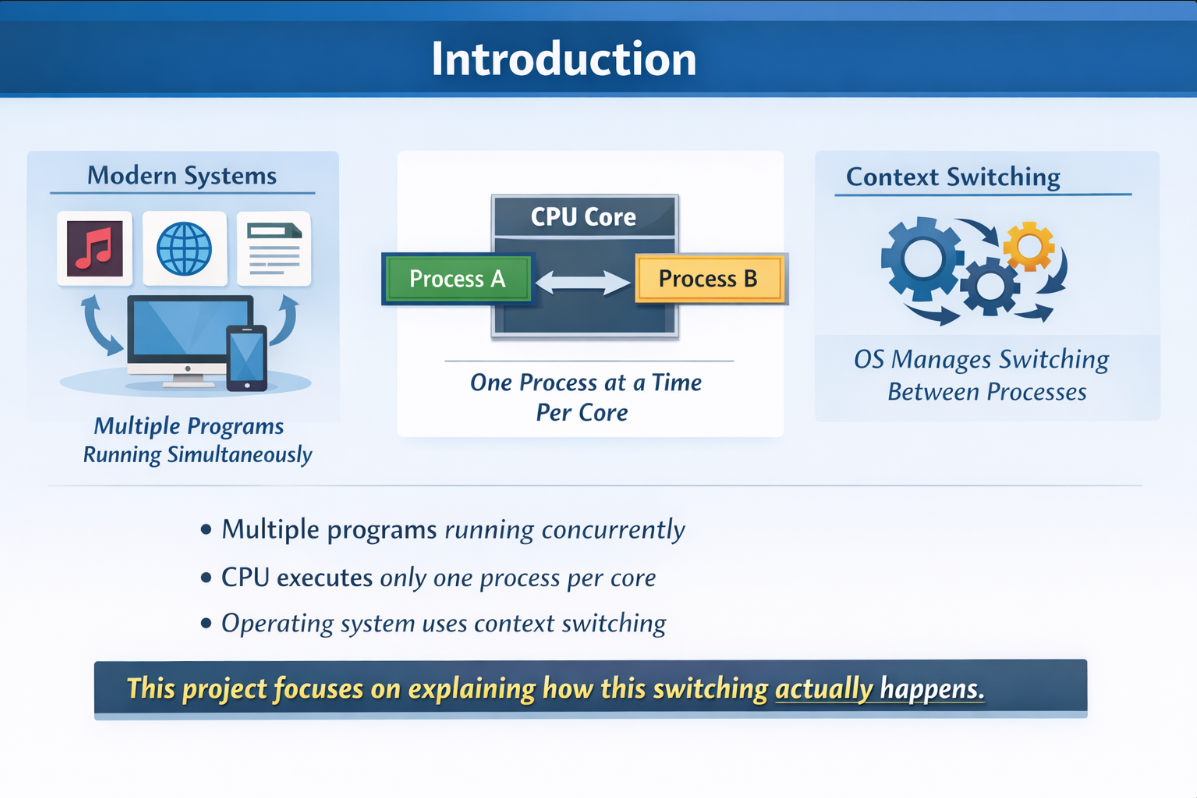 Introduction
Modern Systems
Multiple Programs
Running Simultaneously
CPU Core
Process A
Process B
One Process at a Time
Per Core
Context Switching
OS Manages Switching
Between Processes
• Multiple programs running concurrently
• CPU executes only one process per core
• Operating system uses context switching
This project focuses on explaining how this switching actually happens.